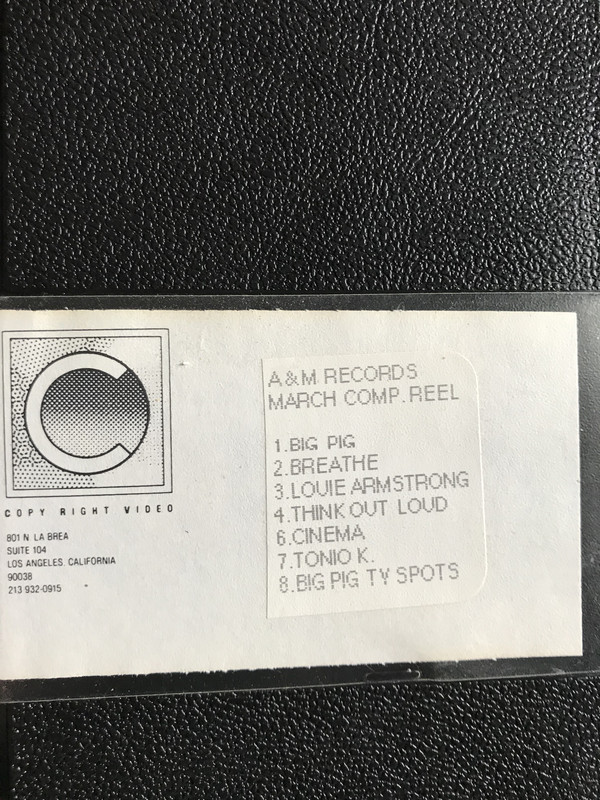 COPY RIGHT VIDEO
801 N. LA BREA
SUITE 104
LOS ANGELES, CALIFORNIA
90038
213 932-0915
A&M RECORDS
MARCH COMP. REEL
1.BIG PIG
2.BREATHE
3.LOUIE ARMSTRONG
4.THINK OUT LOUD
6.CINEMA
7.TONIO K.
8.BIG PIG TV SPOTS